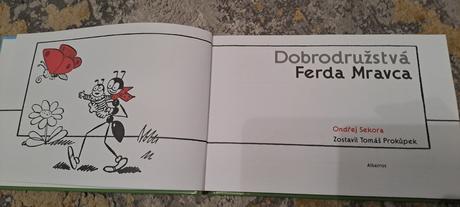 Dobrodružstvá
Ferda Mravca
Ondřej Sekora
Zostavil Tomáš Prokůpek
Albatros